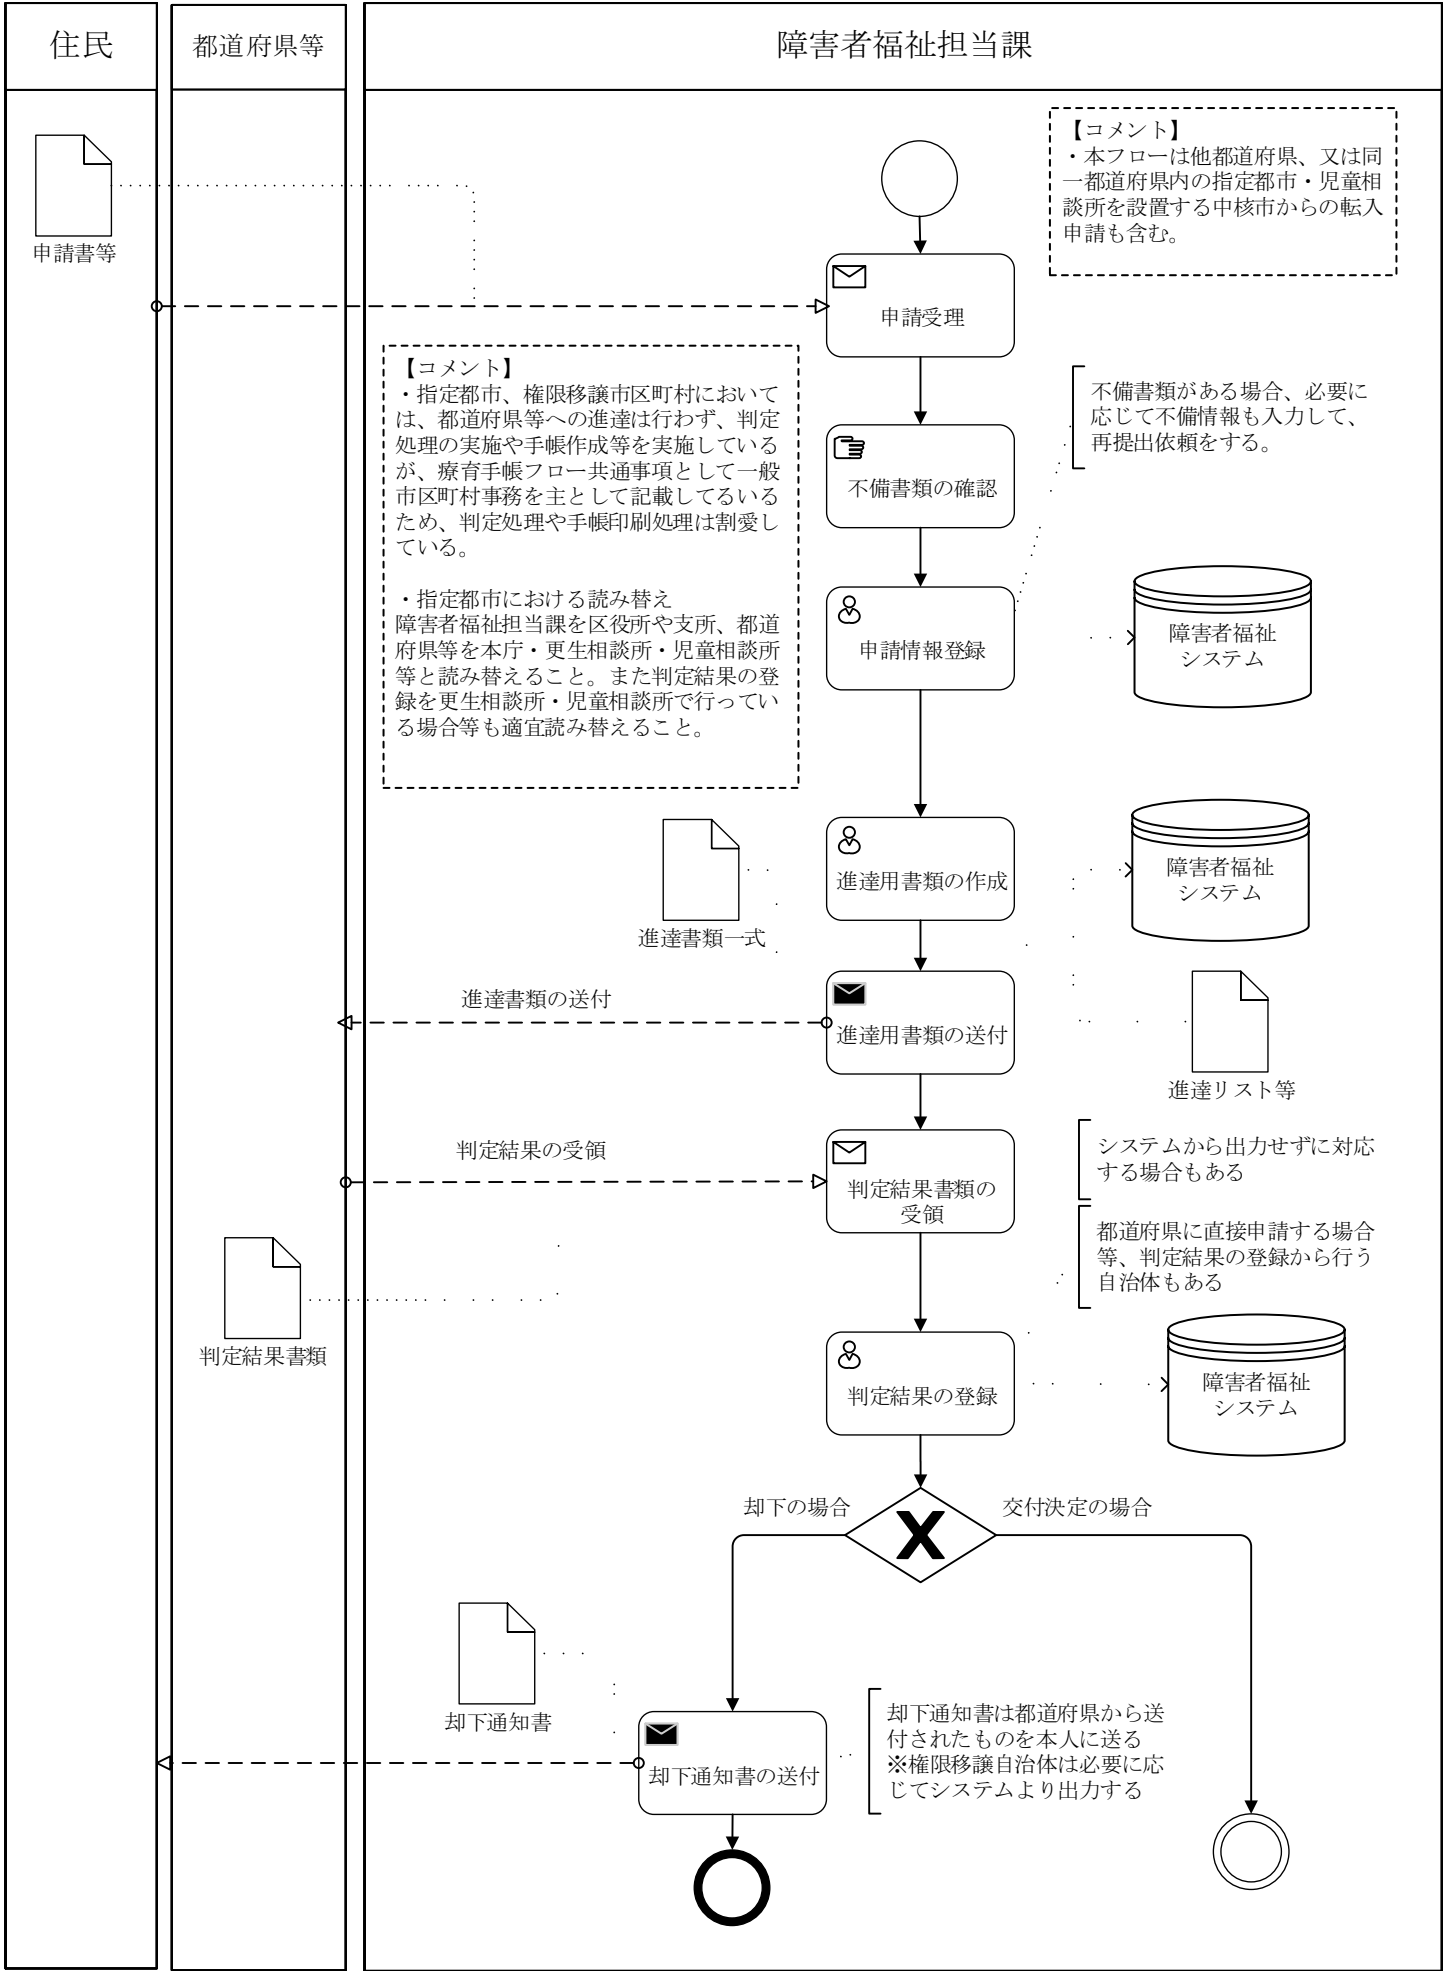 住民
都道府県等
障害者福祉担当課
【コメント】
・本フローは他都道府県、又は同
一都道府県内の指定都市・児童相
談所を設置する中核市からの転入
申請も含む。
申請書等
申請受理
【コメント】
・指定都市、権限移譲市区町村において
は、都道府県等への進達は行わず、判定
処理の実施や手帳作成等を実施している
が、療育手帳フロー共通事項として一般
市区町村事務を主として記載してるいる
ため、判定処理や手帳印刷処理は割愛し
ている。
・指定都市における読み替え
障害者福祉担当課を区役所や支所、都道
府県等を本庁・更生相談所・児童相談所
等と読み替えること。また判定結果の登
録を更生相談所・児童相談所で行ってい
る場合等も適宜読み替えること。
不備書類がある場合、必要に
応じて不備情報も入力して、
再提出依頼をする。
不備書類の確認
申請情報登録
障害者福祉
システム
進達用書類の作成
進達書類一式
障害者福祉
システム
進達書類の送付
進達用書類の送付
進達リスト等
判定結果の受領
判定結果書類の
受領
システムから出力せずに対応
する場合もある
都道府県に直接申請する場合
等、判定結果の登録から行う
自治体もある
判定結果書類
判定結果の登録
障害者福祉
システム
却下の場合
交付決定の場合
却下通知書
却下通知書の送付
却下通知書は都道府県から送
付されたものを本人に送る
※権限移譲自治体は必要に応
じてシステムより出力する